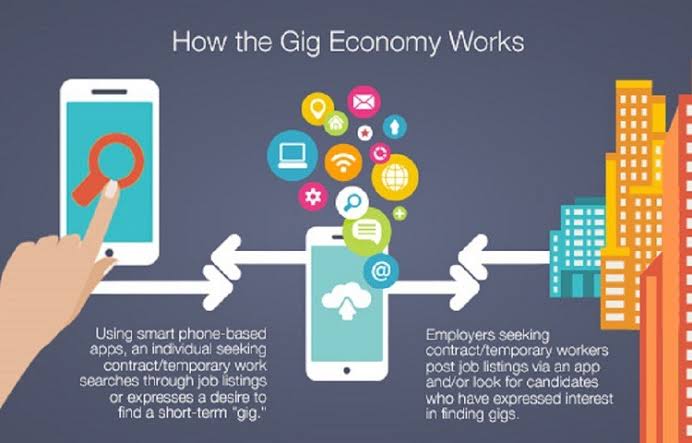 How the Gig Economy Works
@
Using smart phone-based
apps, an individual seeking
contract/temporary work
searches through job listings
or expresses a desire to
find a short-term "gig."
Employers seeking
contract/temporary workers
post job listings via an app
and/or look for candidates
who have expressed interest
in finding gigs.